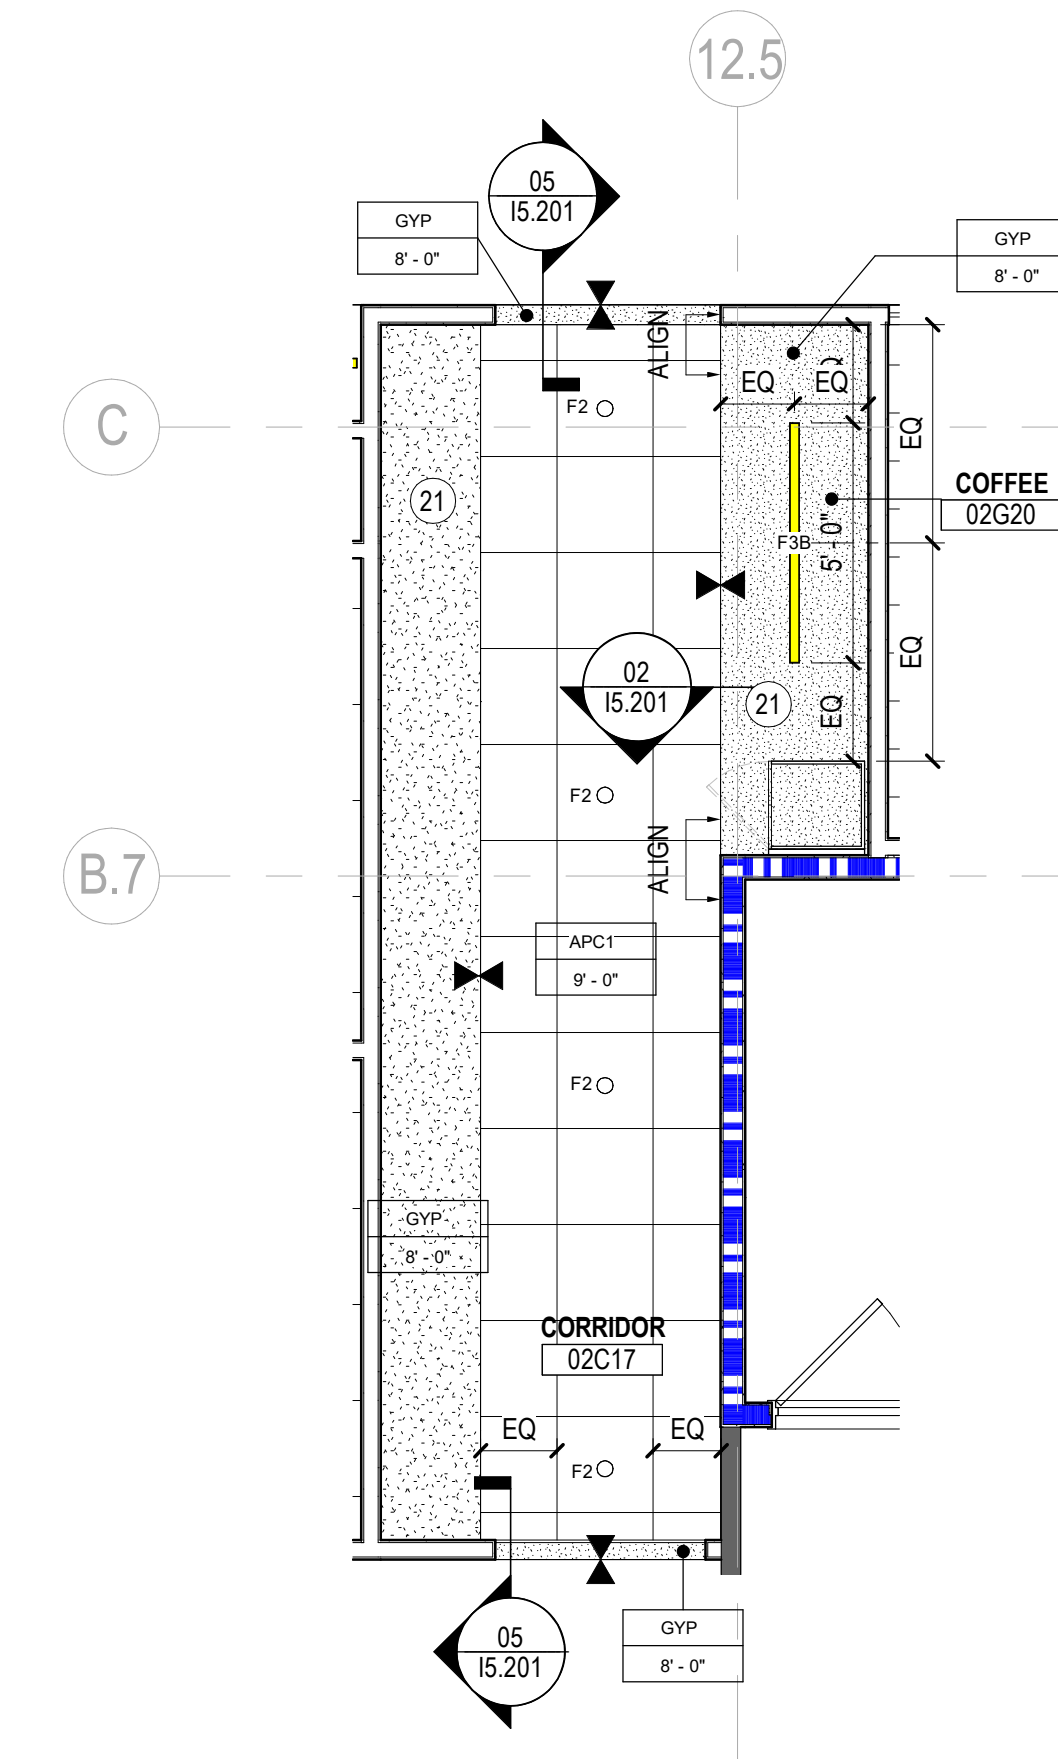 12.5
05
I5.201
GYP
8' - 0"
GYP
8' - 0"
ALIGN
EQ
EQ
EQ
F2
C
21
COFFEE
02G20
F3B
5' - 0"
EQ
02
I5.201
21
EQ
F2
ALIGN
B.7
APC1
9' - 0"
F2
GYP
8' - 0"
CORRIDOR
02C17
EQ
EQ
F2
05
I5.201
GYP
8' - 0"